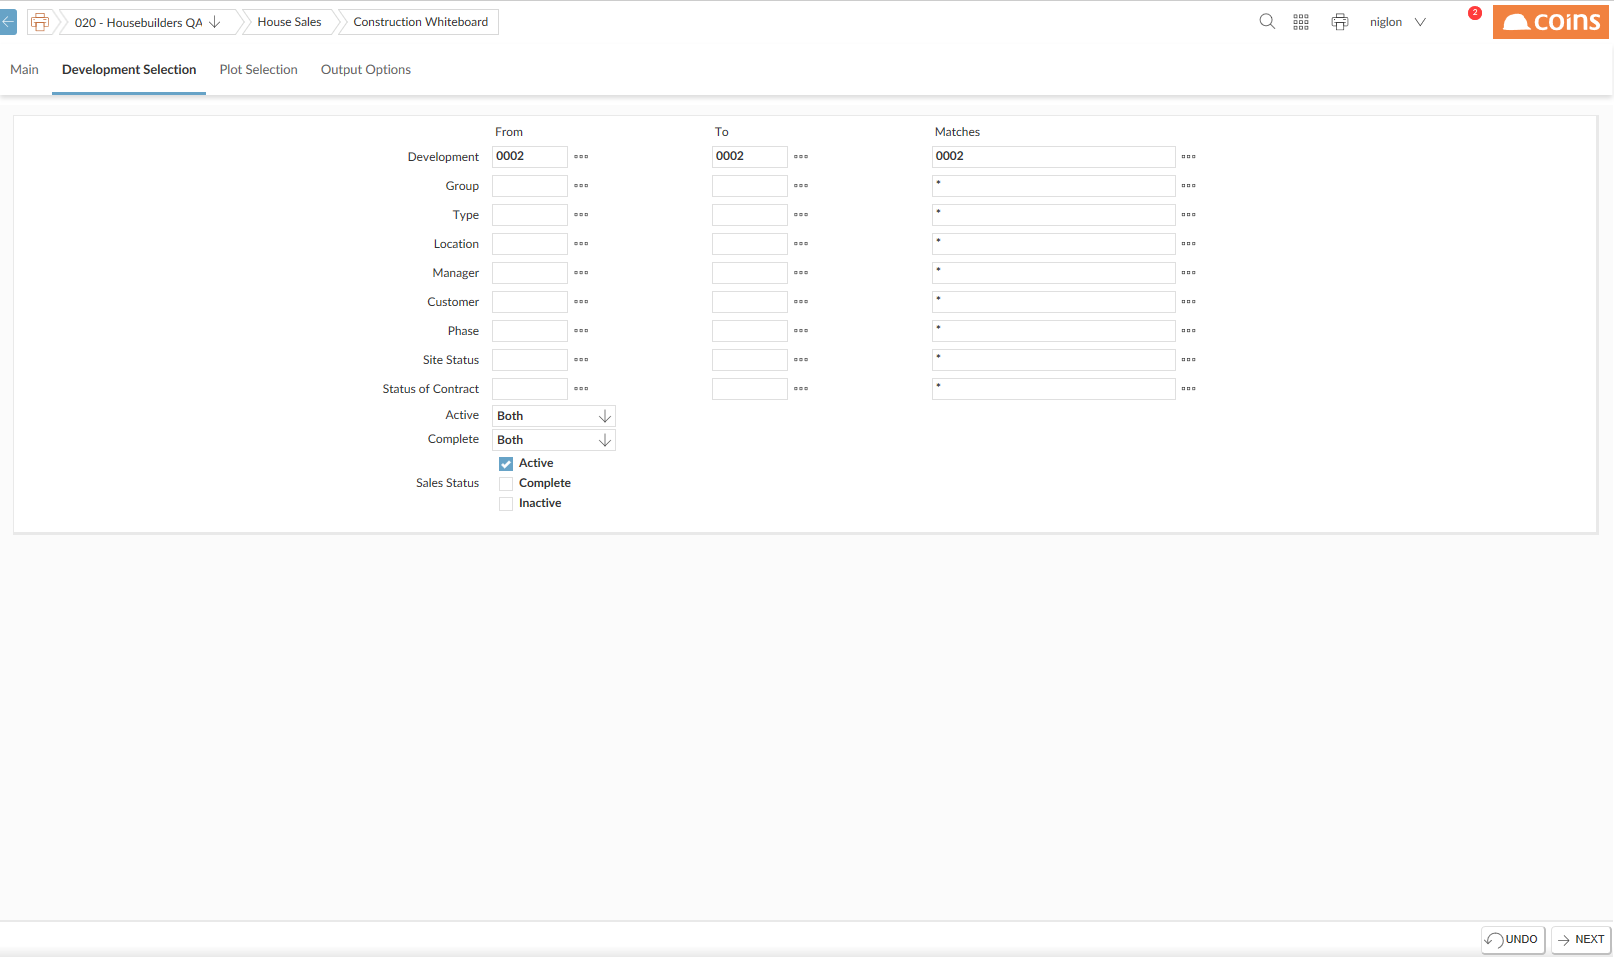 020 - Housebuilders QA House Sales Construction Whiteboard niglon 2 coins
Main Development Selection Plot Selection Output Options
From To Matches
Development 0002 0002 0002
Group *
Type *
Location *
Manager *
Customer *
Phase *
Site Status *
Status of Contract *
Active Both
Complete Both
Active
Sales Status Complete
Inactive
UNDO NEXT